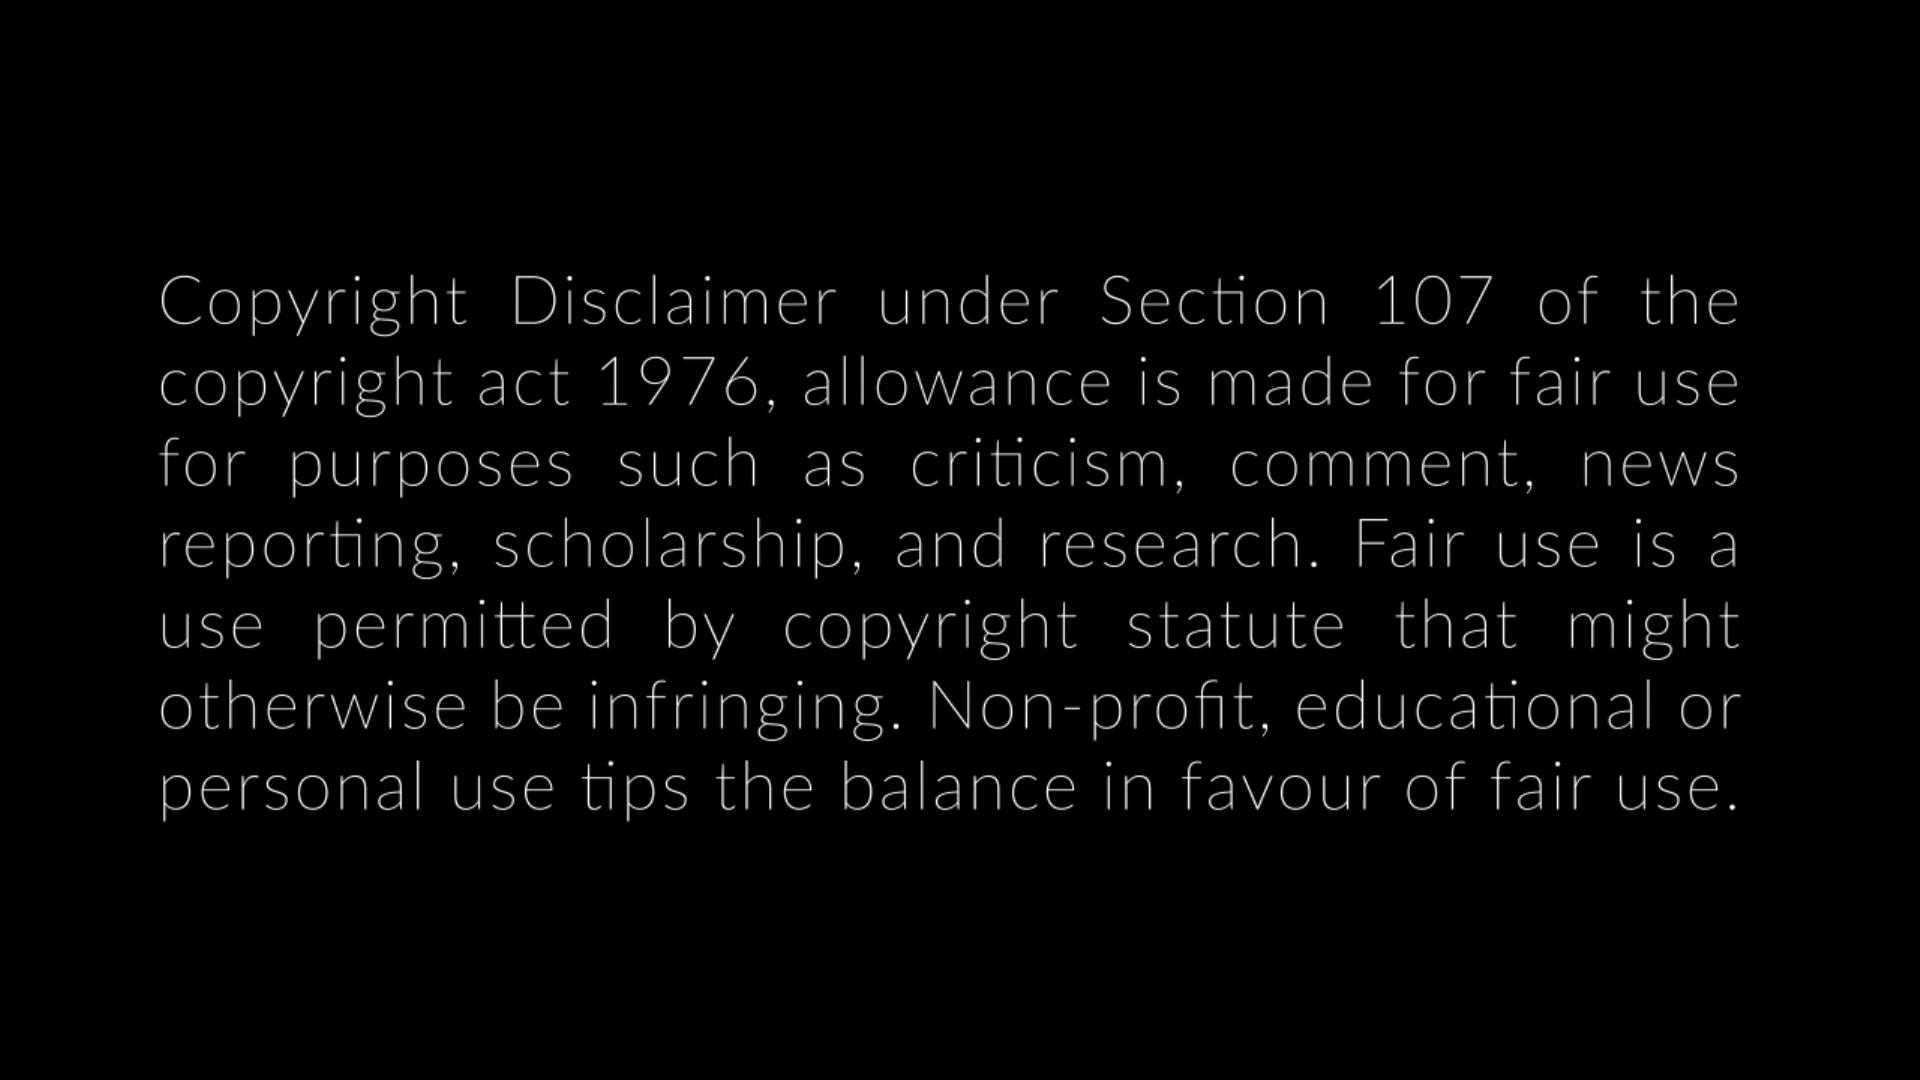 Copyright Disclaimer under Section 107 of the
copyright act 1976, allowance is made for fair use
for purposes such as criticism, comment, news
reporting, scholarship, and research. Fair use is a
use permitted by copyright statute that might
otherwise be infringing. Non-profit, educational or
personal use tips the balance in favour of fair use.